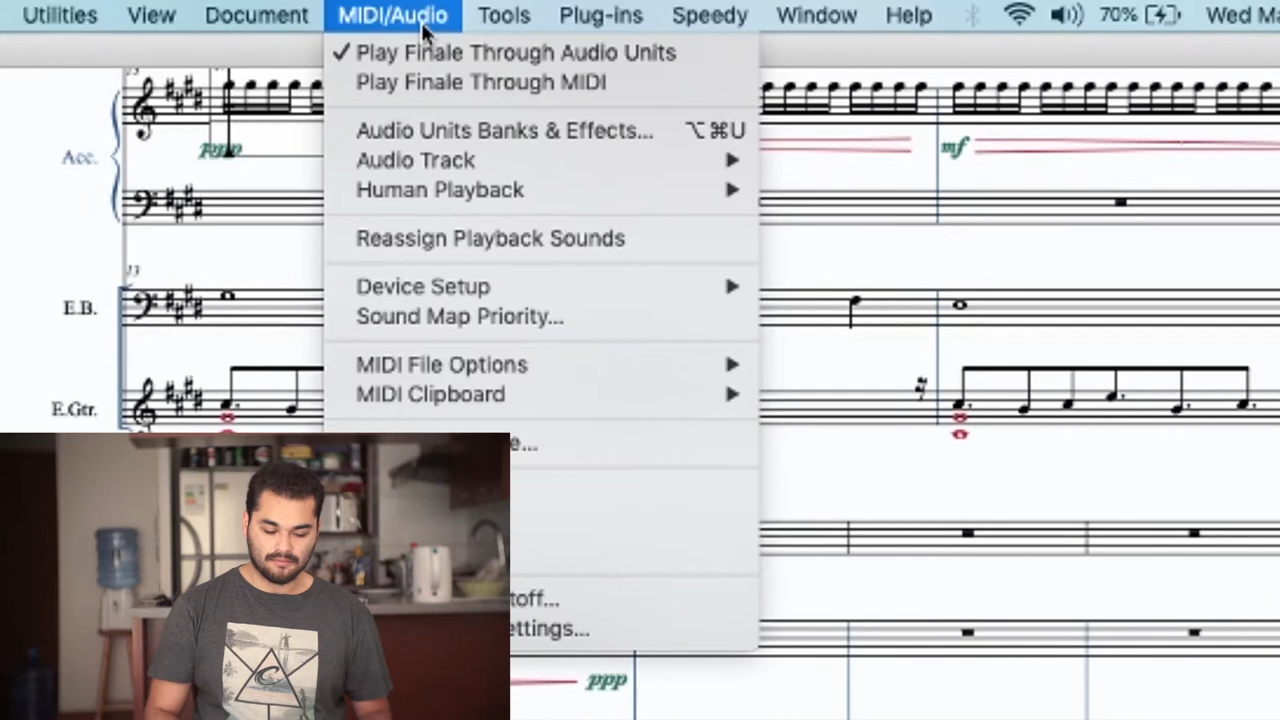 Utilities View Document MIDI/Audio Tools Plug-ins Speedy Window Help 70% Wed
✓ Play Finale Through Audio Units
Play Finale Through MIDI
Audio Units Banks & Effects... ⌥⌘U
Audio Track
Human Playback
Reassign Playback Sounds
Device Setup
Sound Map Priority...
MIDI File Options
MIDI Clipboard
e...
toff...
ettings...
Acc.
ppp
mf
13
E.B.
E.Gtr.
ppp